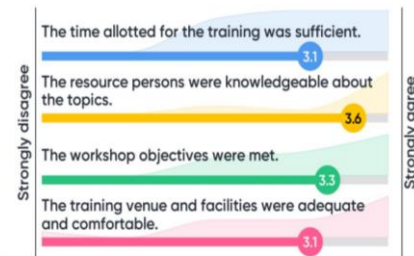 Strongly disagree
The time allotted for the training was sufficient.
3.1
The resource persons were knowledgeable about
the topics.
3.6
The workshop objectives were met.
3.3
The training venue and facilities were adequate
and comfortable.
3.1
Strongly agree